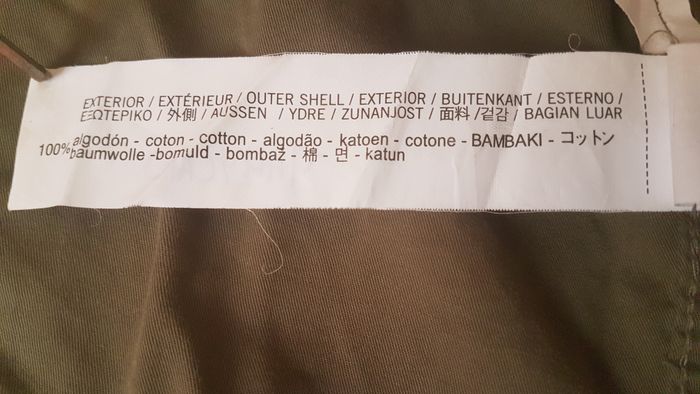 EXTERIOR / EXTÉRIEUR / OUTER SHELL / EXTERIOR / BUITENKANT / ESTERNO /
ΕΞΩΤΕΡΙΚΟ / 外側 / AUSSEN / YDRE / ZUNANJOST / 面料 /겉감 / BAGIAN LUAR
100% algodón - coton - cotton - algodão - katoen - cotone - BAMBAKI - コットン
baumwolle -bomuld - bombaž - 棉 - 면 - katun